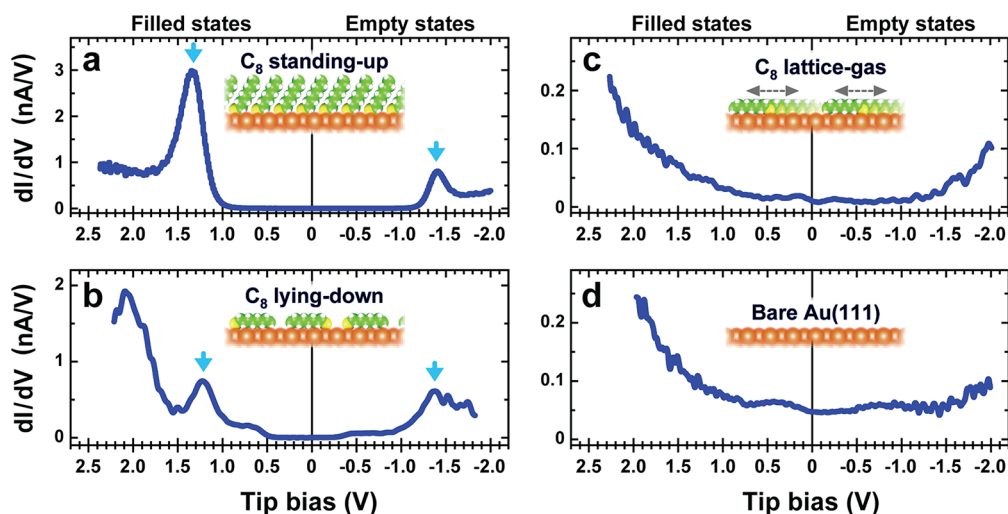 Filled states Empty states
a
C₈ standing-up
dI/dV (nA/V)
3
2
1
0
2.5 2.0 1.5 1.0 0.5 0 -0.5 -1.0 -1.5 -2.0
b
C₈ lying-down
dI/dV (nA/V)
2
1
0
2.5 2.0 1.5 1.0 0.5 0 -0.5 -1.0 -1.5 -2.0
Tip bias (V)
Filled states Empty states
c
C₈ lattice-gas
dI/dV (nA/V)
0.2
0.1
0
2.5 2.0 1.5 1.0 0.5 0 -0.5 -1.0 -1.5 -2.0
d
Bare Au(111)
dI/dV (nA/V)
0.2
0.1
0
2.5 2.0 1.5 1.0 0.5 0 -0.5 -1.0 -1.5 -2.0
Tip bias (V)